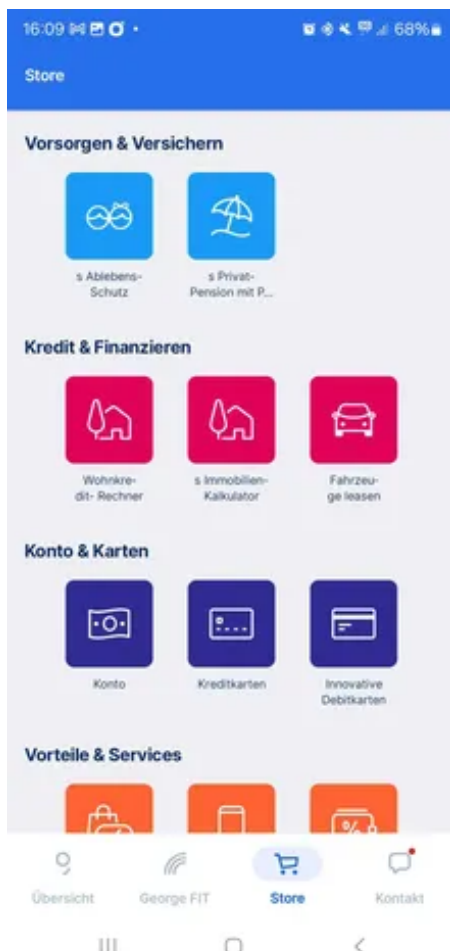 16:09
68%
Store
Vorsorgen & Versichern
s Ablebens-
Schutz
s Privat-
Pension mit P...
Kredit & Finanzieren
Wohnkre-
dit- Rechner
s Immobilien-
Kalkulator
Fahrzeu-
ge leasen
Konto & Karten
Konto
Kreditkarten
Innovative
Debitkarten
Vorteile & Services
%
Übersicht
George FIT
Store
Kontakt